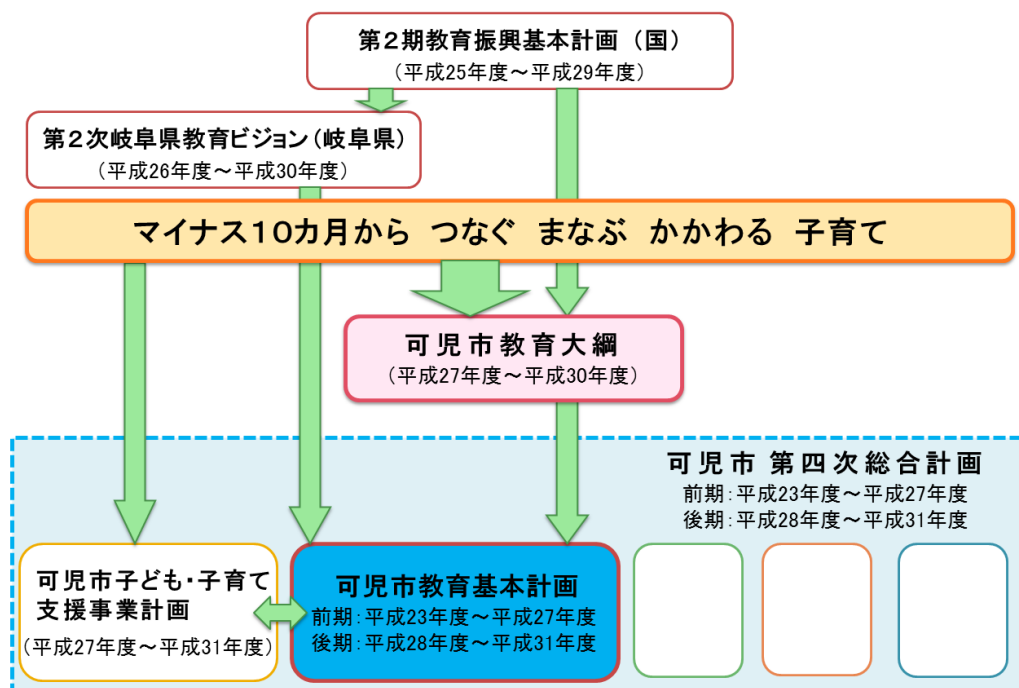 第2期教育振興基本計画（国）
（平成25年度～平成29年度）
第2次岐阜県教育ビジョン（岐阜県）
（平成26年度～平成30年度）
マイナス10カ月から つなぐ まなぶ かかわる 子育て
可児市教育大綱
（平成27年度～平成30年度）
可児市 第四次総合計画
前期：平成23年度～平成27年度
後期：平成28年度～平成31年度
可児市子ども・子育て
支援事業計画
（平成27年度～平成31年度）
可児市教育基本計画
前期：平成23年度～平成27年度
後期：平成28年度～平成31年度